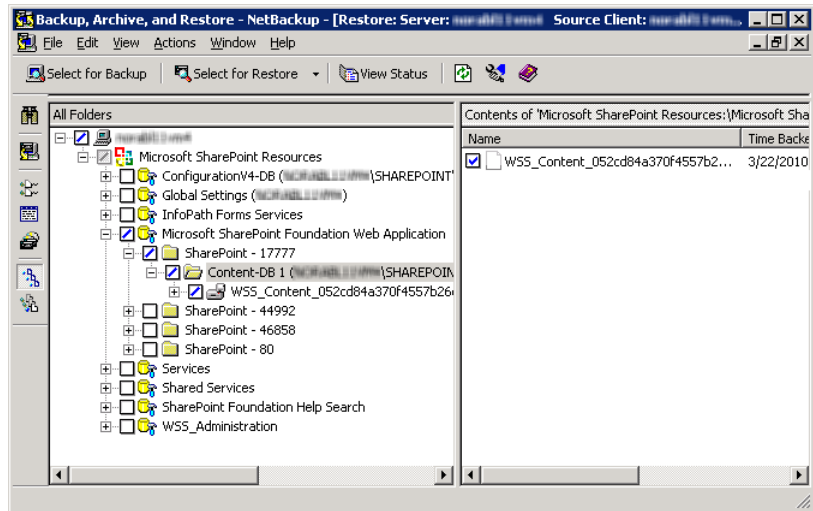 Backup, Archive, and Restore - NetBackup - [Restore: Server: Source Client:
File Edit View Actions Window Help
Select for Backup Select for Restore View Status
All Folders
Microsoft SharePoint Resources
ConfigurationV4-DB ( \SHAREPOINT
Global Settings ( )
InfoPath Forms Services
Microsoft SharePoint Foundation Web Application
SharePoint - 17777
Content-DB 1 ( \SHAREPOIN
WSS_Content_052cd84a370f4557b26
SharePoint - 44992
SharePoint - 46858
SharePoint - 80
Services
Shared Services
SharePoint Foundation Help Search
WSS_Administration
Contents of 'Microsoft SharePoint Resources:\Microsoft Sha
Name Time Backe
WSS_Content_052cd84a370f4557b2... 3/22/2010